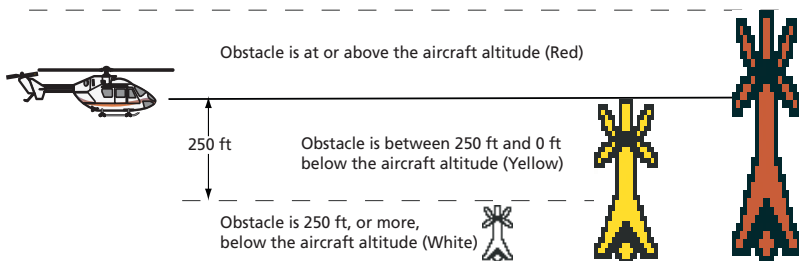 Obstacle is at or above the aircraft altitude (Red)
250 ft
Obstacle is between 250 ft and 0 ft
below the aircraft altitude (Yellow)
Obstacle is 250 ft, or more,
below the aircraft altitude (White)